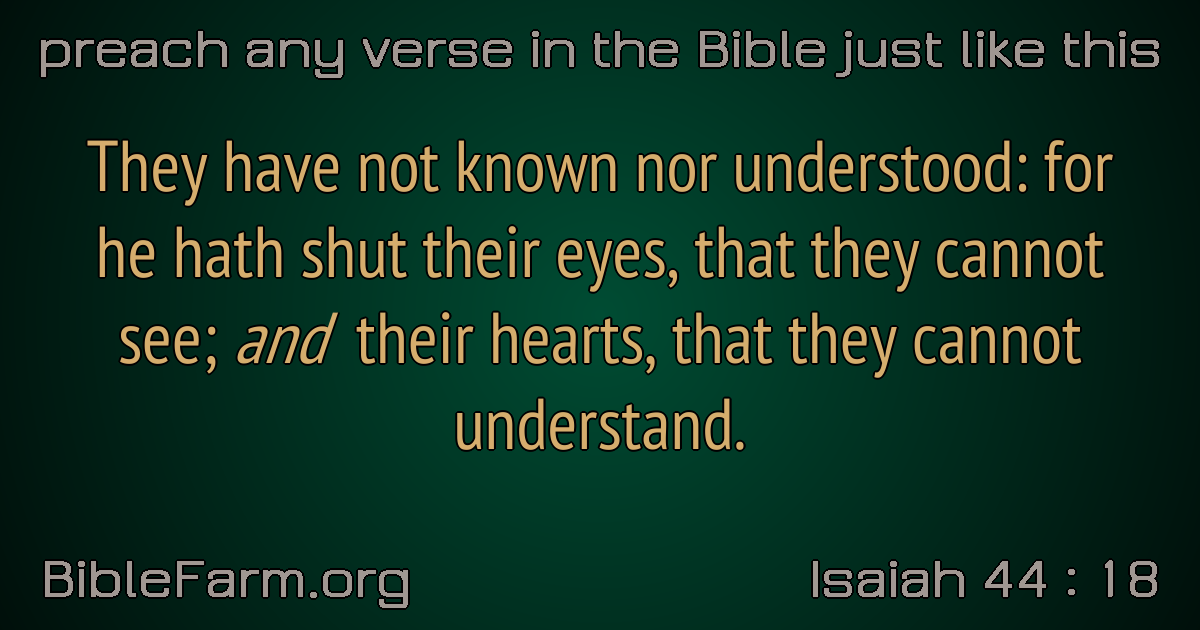 preach any verse in the Bible just like this
They have not known nor understood: for
he hath shut their eyes, that they cannot
see; and their hearts, that they cannot
understand.
BibleFarm.org
Isaiah 44 : 18